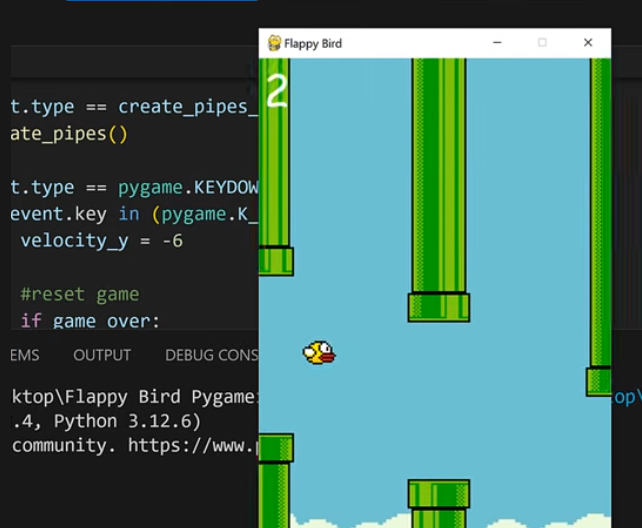 Flappy Bird
2
t.type == create_pipes_
ate_pipes()
t.type == pygame.KEYDOW
event.key in (pygame.K_
velocity_y = -6
#reset game
if game_over:
EMS OUTPUT DEBUG CONS
ktop\Flappy Bird Pygame
op\
.4, Python 3.12.6)
community. https://www.